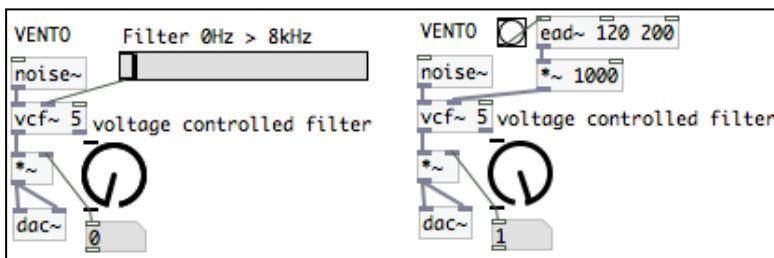 VENTO
Filter 0Hz > 8kHz
noise~
vcf~ 5
voltage controlled filter
*~
dac~
0
VENTO
ead~ 120 200
noise~
*~ 1000
vcf~ 5
voltage controlled filter
*~
dac~
1